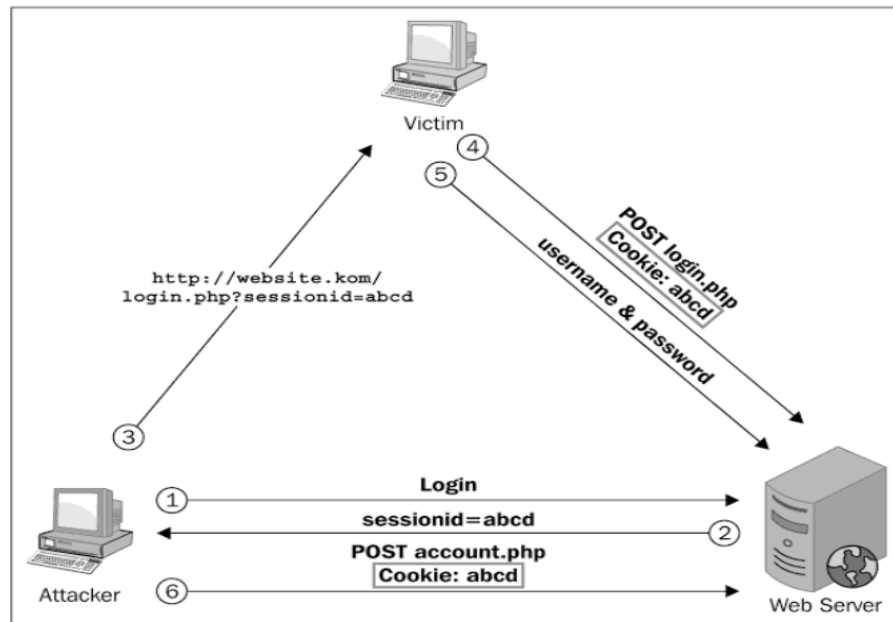 Victim
④
⑤
POST login.php
Cookie: abcd
username & password
http://website.kom/
login.php?sessionid=abcd
③
① Login
sessionid=abcd ②
POST account.php
Cookie: abcd
⑥
Attacker
Web Server